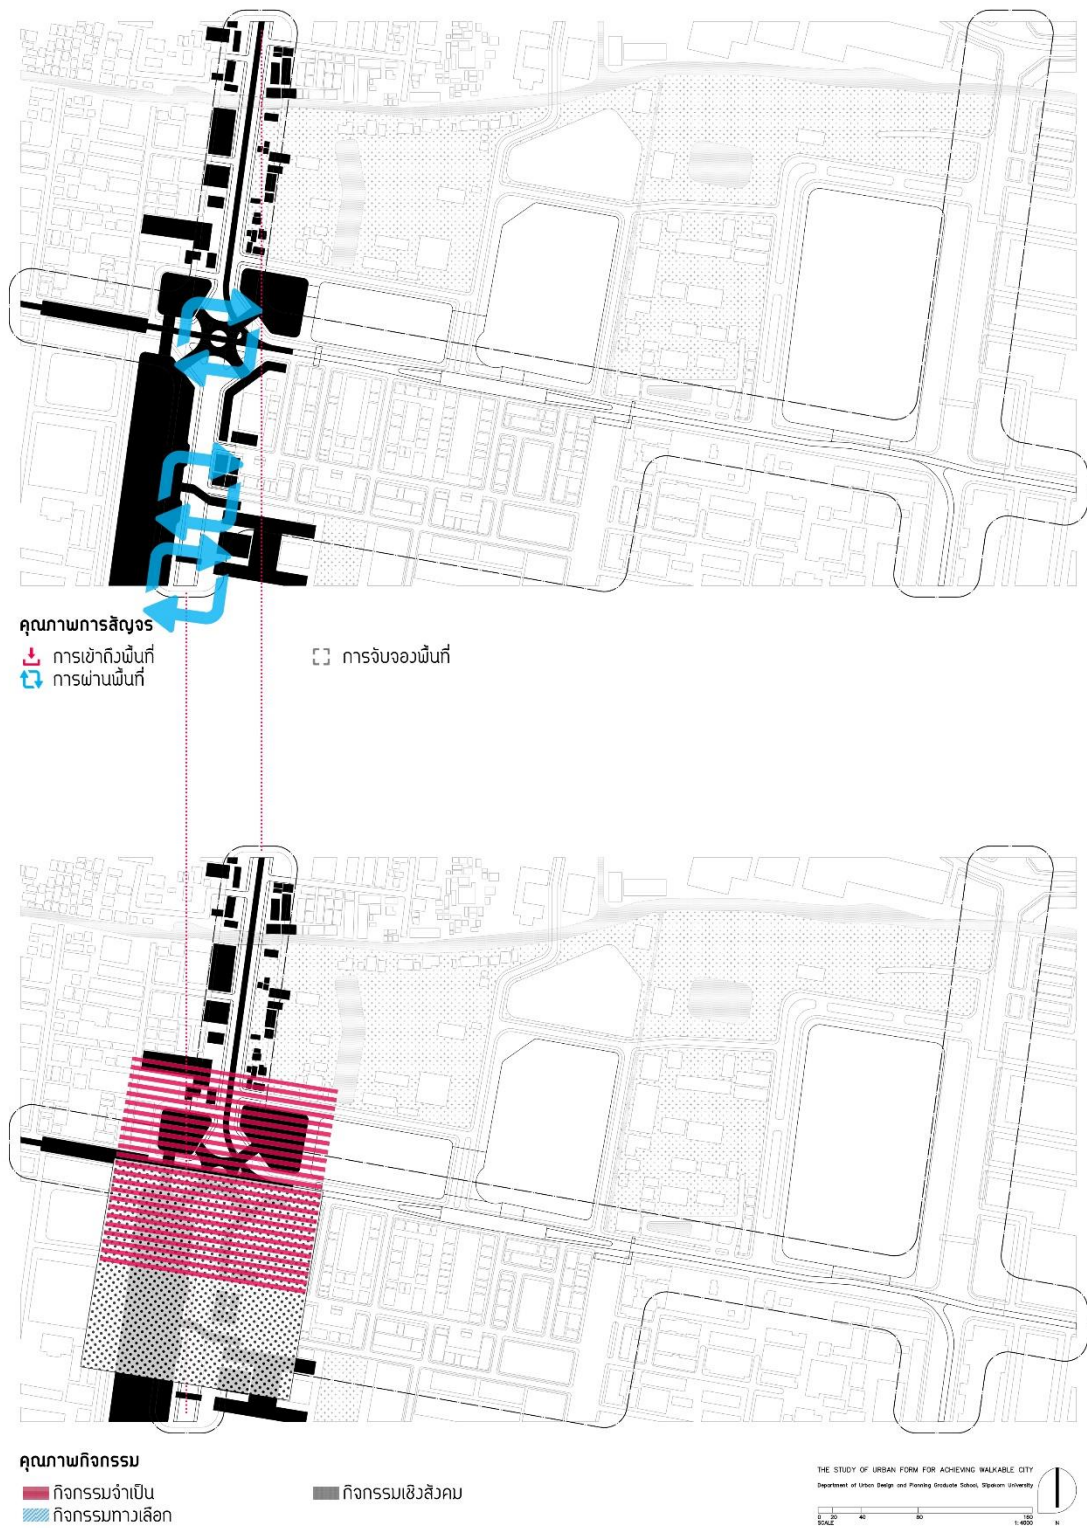 คุณภาพการสัญจร
การเข้าถึงพื้นที่
การจับจองพื้นที่
การผ่านพื้นที่
คุณภาพกิจกรรม
กิจกรรมจำเป็น
กิจกรรมเชิงสังคม
กิจกรรมทางเลือก
THE STUDY OF URBAN FORM FOR ACHIEVING WALKABLE CITY
Department of Urban Design and Planning Graduate School, Silpakorn University
0 20 40 80 160
SCALE 1:4000 N